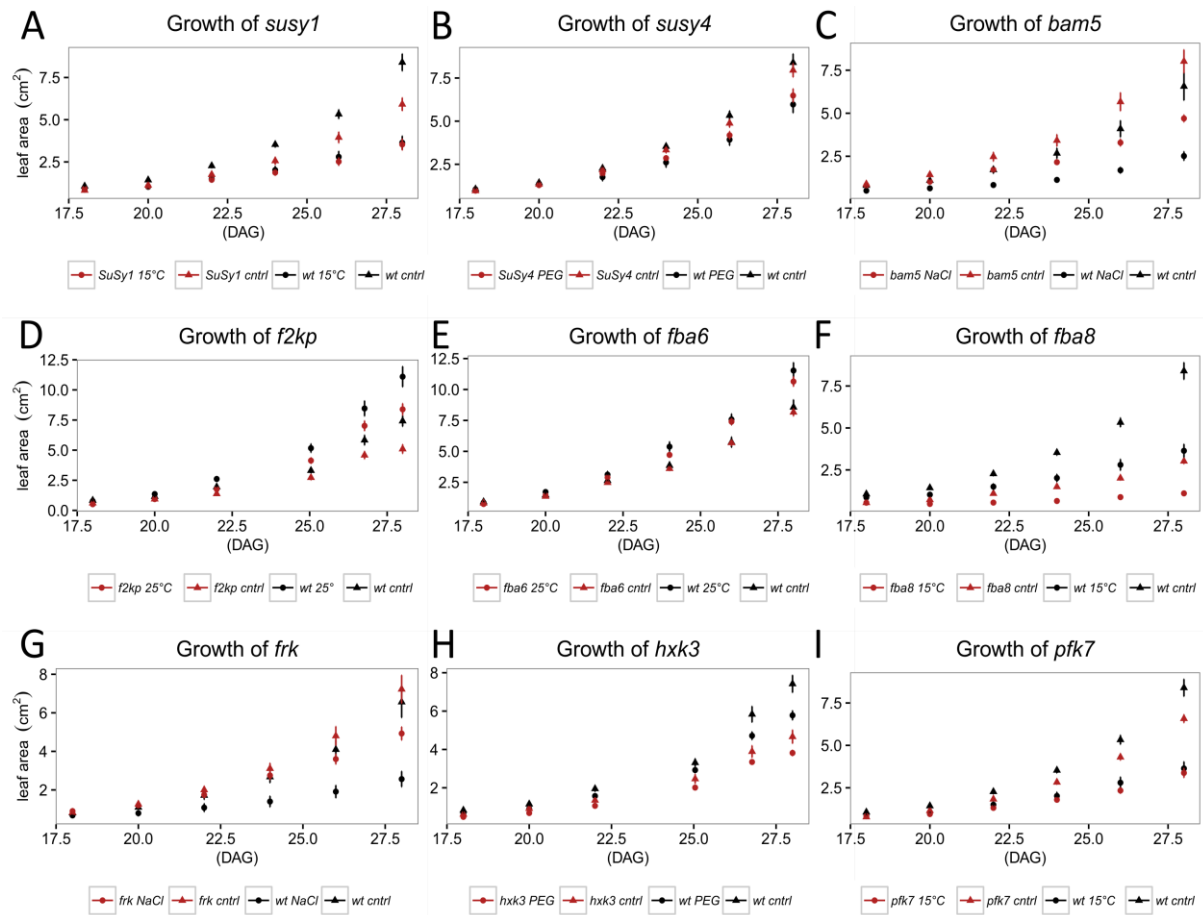 A Growth of susy1
leaf area (cm²)
7.5
5.0
2.5
17.5 20.0 22.5 25.0 27.5
(DAG)
SuSy1 15°C SuSy1 cntrl wt 15°C wt cntrl
B Growth of susy4
7.5
5.0
2.5
17.5 20.0 22.5 25.0 27.5
(DAG)
SuSy4 PEG SuSy4 cntrl wt PEG wt cntrl
C Growth of bam5
7.5
5.0
2.5
17.5 20.0 22.5 25.0 27.5
(DAG)
bam5 NaCl bam5 cntrl wt NaCl wt cntrl
D Growth of f2kp
leaf area (cm²)
12.5
10.0
7.5
5.0
2.5
0.0
17.5 20.0 22.5 25.0 27.5
(DAG)
f2kp 25°C f2kp cntrl wt 25° wt cntrl
E Growth of fba6
12.5
10.0
7.5
5.0
2.5
17.5 20.0 22.5 25.0 27.5
(DAG)
fba6 25°C fba6 cntrl wt 25°C wt cntrl
F Growth of fba8
7.5
5.0
2.5
0.0
17.5 20.0 22.5 25.0 27.5
(DAG)
fba8 15°C fba8 cntrl wt 15°C wt cntrl
G Growth of frk
leaf area (cm²)
8
6
4
2
17.5 20.0 22.5 25.0 27.5
(DAG)
frk NaCl frk cntrl wt NaCl wt cntrl
H Growth of hxk3
8
6
4
2
17.5 20.0 22.5 25.0 27.5
(DAG)
hxk3 PEG hxk3 cntrl wt PEG wt cntrl
I Growth of pfk7
7.5
5.0
2.5
17.5 20.0 22.5 25.0 27.5
(DAG)
pfk7 15°C pfk7 cntrl wt 15°C wt cntrl